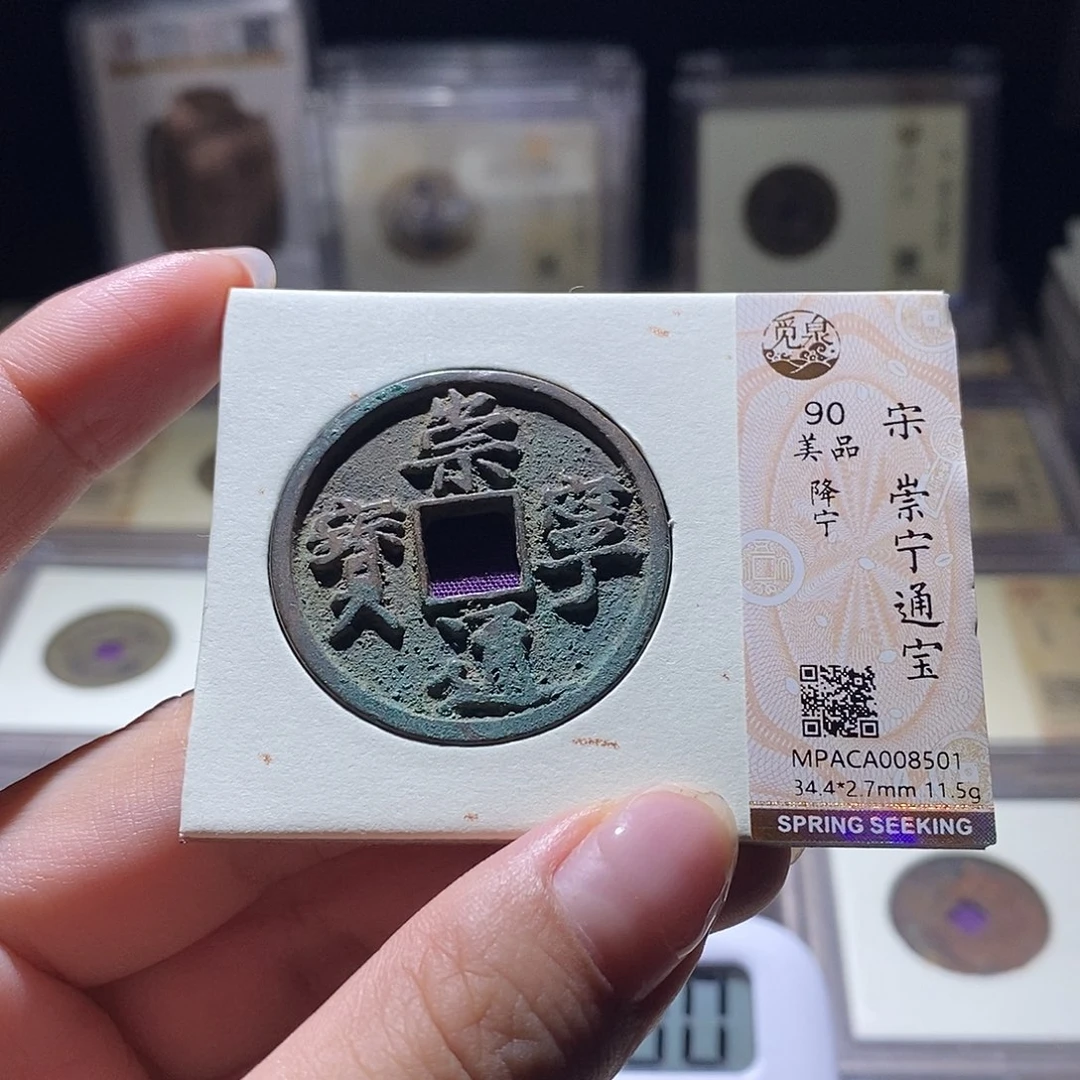 崇寧通寶
覓泉
宋 崇宁通宝
90
美品
降宁
MPACA008501
34.4*2.7mm 11.5g
SPRING SEEKING